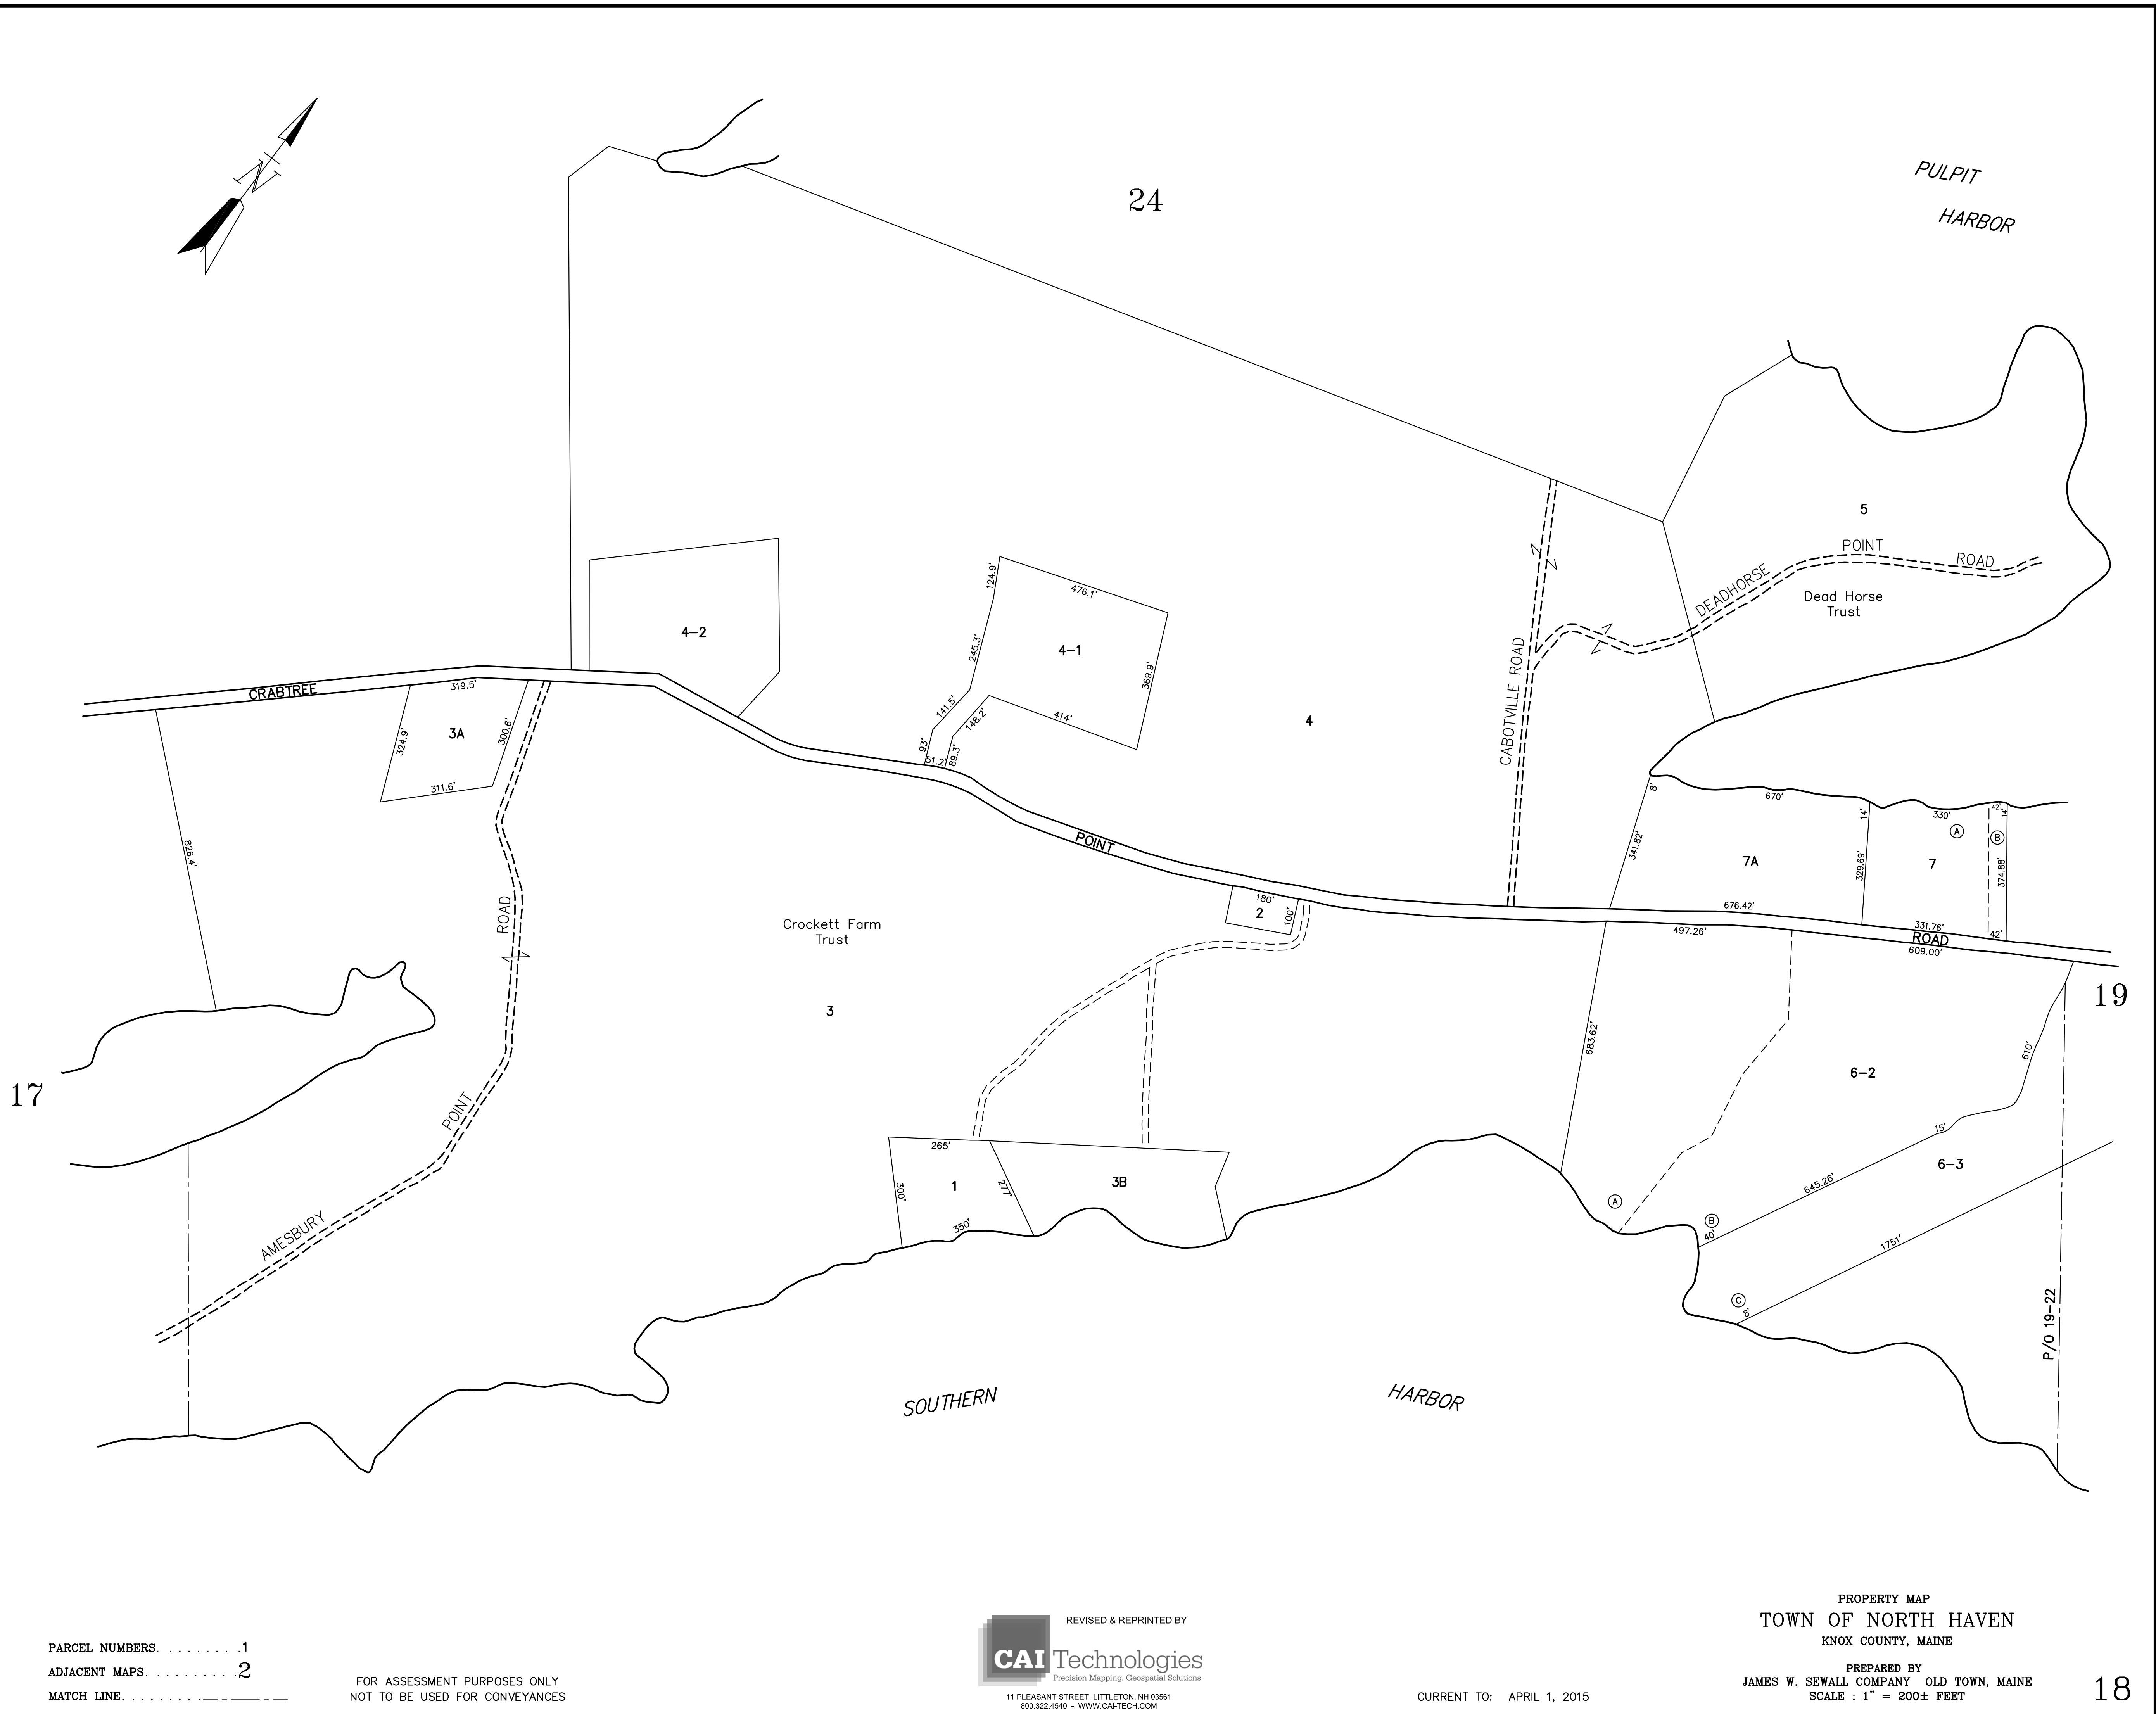 N
24
PULPIT
HARBOR
5
POINT
ROAD
DEADHORSE
Dead Horse
Trust
4-2
124.9'
476.1'
245.3'
4-1
369.9'
141.5'
148.2'
414'
93'
51.2'
89.3'
4
CABOTVILLE ROAD
CRABTREE
319.5'
324.9'
3A
300.6'
311.6'
826.4'
POINT
8'
670'
341.82'
7A
14'
329.69'
676.42'
330'
A
7
42'
14'
B
374.88'
331.76'
42'
ROAD
609.00'
497.26'
180'
2
100'
Crockett Farm
Trust
3
ROAD
POINT
AMESBURY
17
19
683.62'
6-2
610'
15'
6-3
645.26'
1751'
A
B
40'
C
8'
P/O 19-22
265'
300'
1
277'
350'
3B
SOUTHERN
HARBOR
PARCEL NUMBERS. . . . . . . . .1
ADJACENT MAPS. . . . . . . . . .2
MATCH LINE. . . . . . . . .
FOR ASSESSMENT PURPOSES ONLY
NOT TO BE USED FOR CONVEYANCES
REVISED & REPRINTED BY
CAI Technologies
Precision Mapping. Geospatial Solutions.
11 PLEASANT STREET, LITTLETON, NH 03561
800.322.4540 - WWW.CAI-TECH.COM
CURRENT TO: APRIL 1, 2015
PROPERTY MAP
TOWN OF NORTH HAVEN
KNOX COUNTY, MAINE
PREPARED BY
JAMES W. SEWALL COMPANY OLD TOWN, MAINE
SCALE : 1" = 200± FEET
18